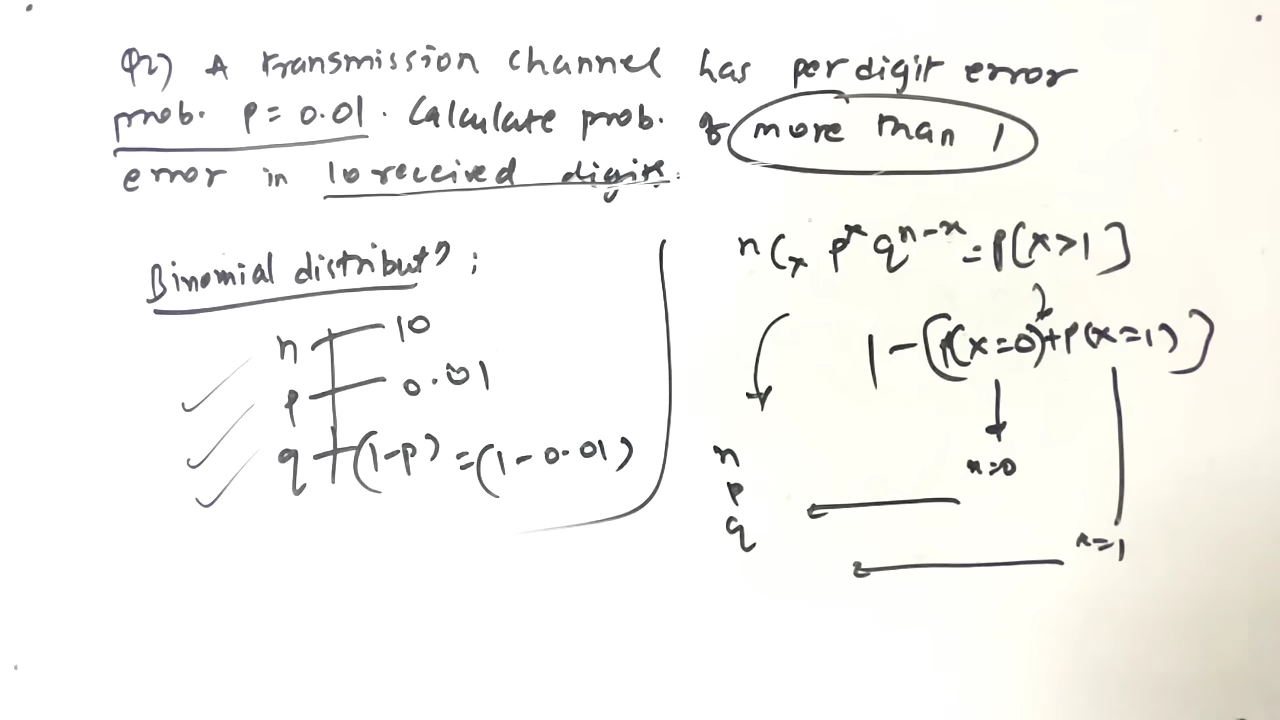 Q2) A transmission channel has per digit error
prob. p = 0.01. Calculate prob. of more than 1
error in 10 received digits.
Binomial distribut?:
n 10
p 0.01
q (1-p) = (1-0.01)
nCx p^x q^n-x = p(x>1)
1-(p(x=0)+p(x=1))
x=0
n
p
q
x=1